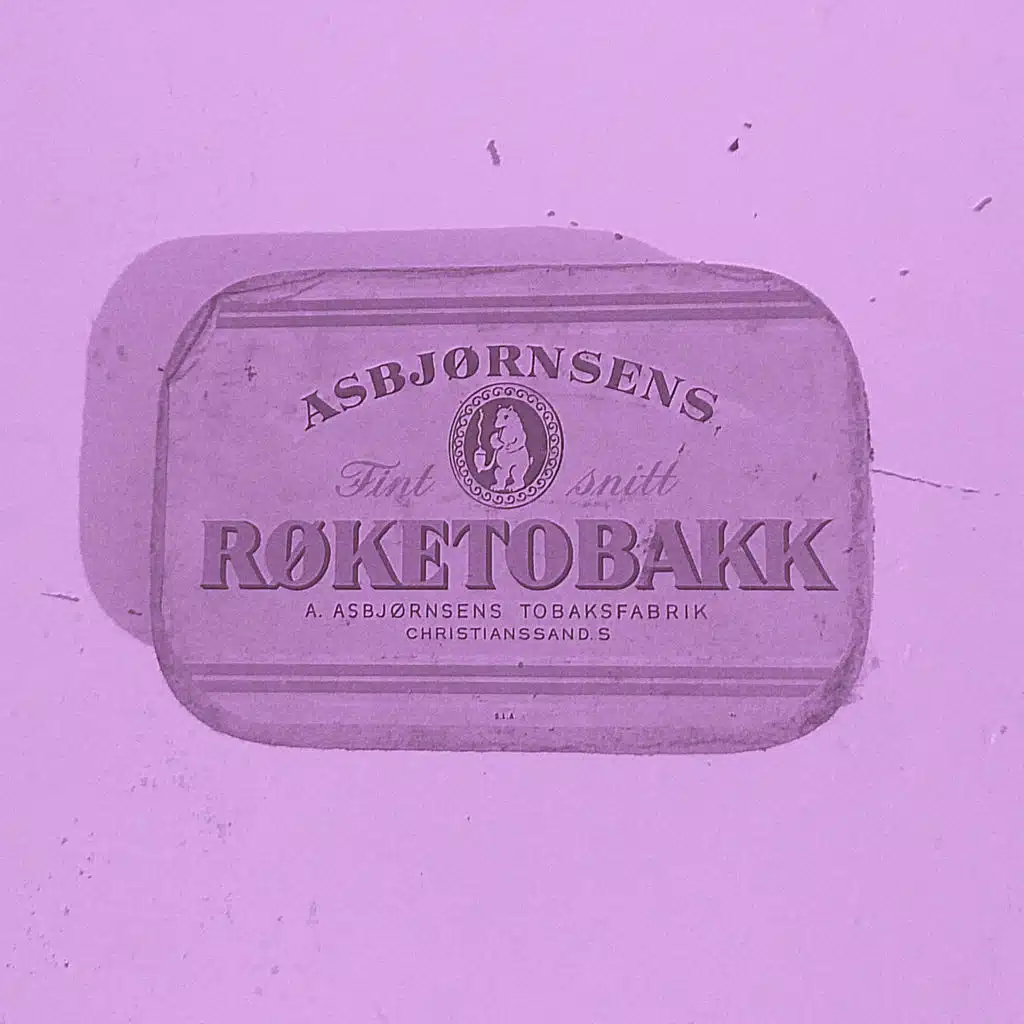 ASBJØRNSENS
Fint snitt
RØKETOBAKK
A. ASBJØRNSENS TOBAKSFABRIK
CHRISTIANSSAND.S
S.L.A.